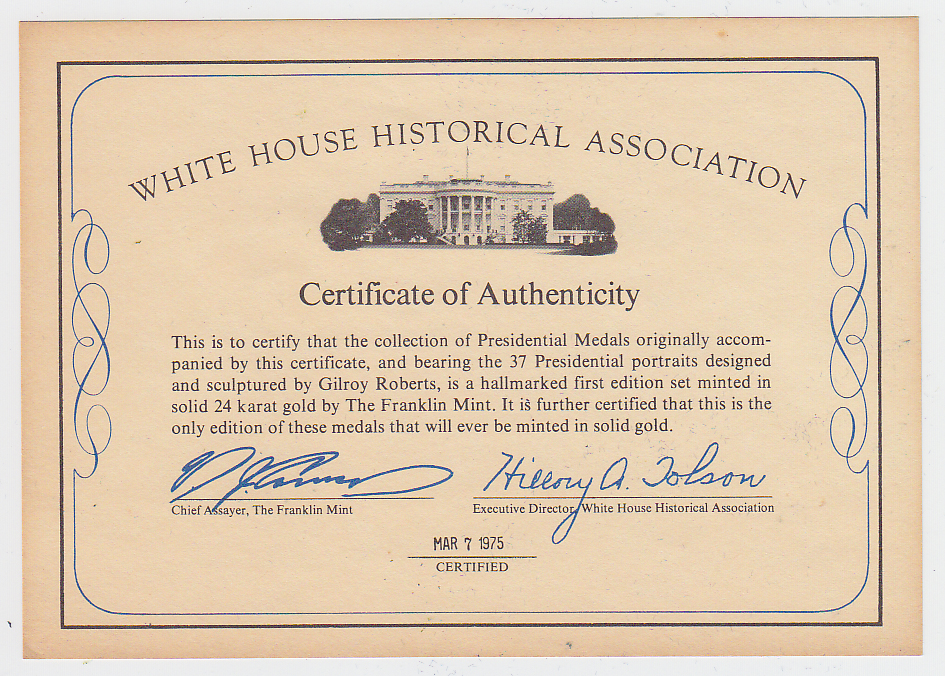 WHITE HOUSE HISTORICAL ASSOCIATION
Certificate of Authenticity
This is to certify that the collection of Presidential Medals originally accom-
panied by this certificate, and bearing the 37 Presidential portraits designed
and sculptured by Gilroy Roberts, is a hallmarked first edition set minted in
solid 24 karat gold by The Franklin Mint. It is further certified that this is the
only edition of these medals that will ever be minted in solid gold.
Hillory A. Tolson
Chief Assayer, The Franklin Mint
Executive Director, White House Historical Association
MAR 7 1975
CERTIFIED